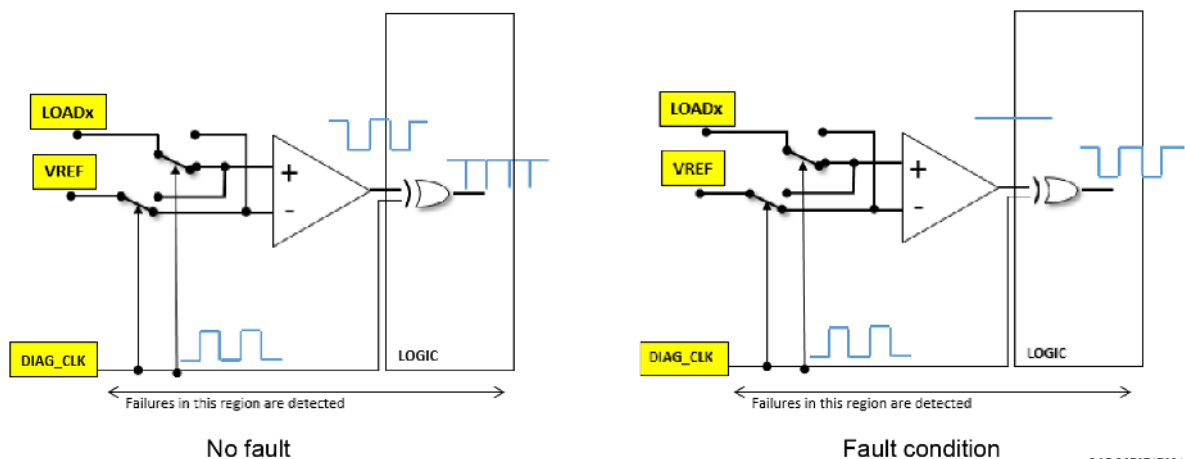 LOADx
VREF
+
-
DIAG_CLK
LOGIC
Failures in this region are detected
No fault
LOADx
VREF
+
-
DIAG_CLK
LOGIC
Failures in this region are detected
Fault condition